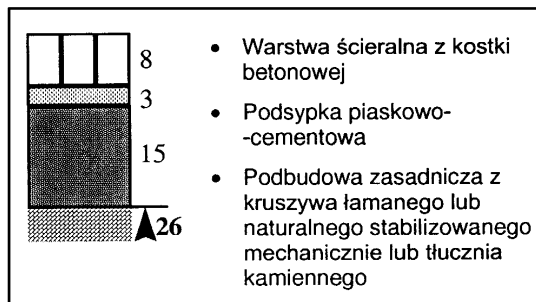 8
3
15
26
• Warstwa ścieralna z kostki
betonowej
• Podsypka piaskowo-
-cementowa
• Podbudowa zasadnicza z
kruszywa łamanego lub
naturalnego stabilizowanego
mechanicznie lub tłucznia
kamiennego